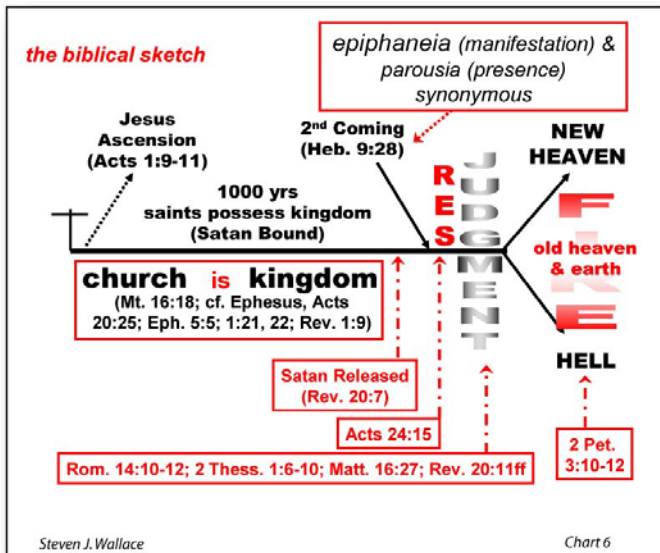 the biblical sketch
epiphaneia (manifestation) &
parousia (presence)
synonymous
Jesus
Ascension
(Acts 1:9-11)
2nd Coming
(Heb. 9:28)
NEW
HEAVEN
1000 yrs
saints possess kingdom
(Satan Bound)
RES
JUDGMENT
FIRE
old heaven
& earth
church is kingdom
(Mt. 16:18; cf. Ephesus, Acts
20:25; Eph. 5:5; 1:21, 22; Rev. 1:9)
HELL
Satan Released
(Rev. 20:7)
Acts 24:15
Rom. 14:10-12; 2 Thess. 1:6-10; Matt. 16:27; Rev. 20:11ff
2 Pet.
3:10-12
Steven J. Wallace
Chart 6